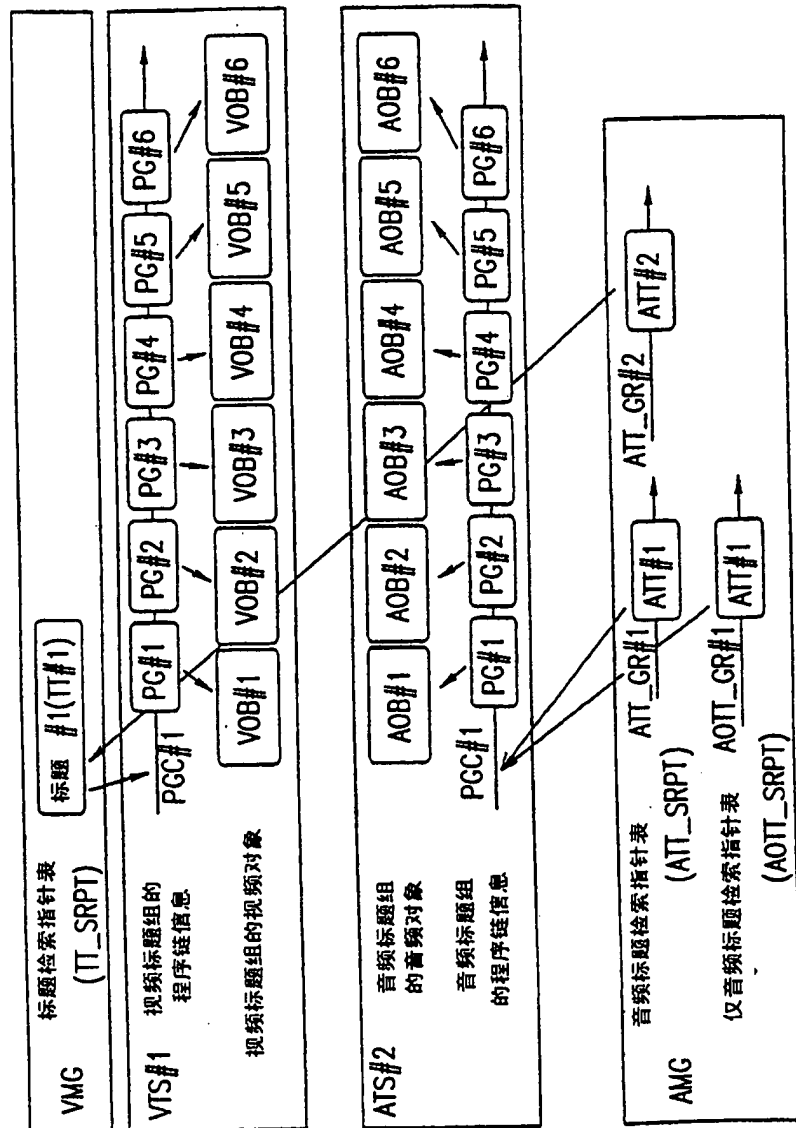 VMG
标题检索指针表
(TT_SRPT)
标题 #1(TT#1)
VTS#1
视频标题组的
程序链信息
PGC#1
PG#1
PG#2
PG#3
PG#4
PG#5
PG#6
视频标题组的视频对象
VOB#1
VOB#2
VOB#3
VOB#4
VOB#5
VOB#6
ATS#2
音频标题组
的音频对象
AOB#1
AOB#2
AOB#3
AOB#4
AOB#5
AOB#6
音频标题组
的程序链信息
PGC#1
PG#1
PG#2
PG#3
PG#4
PG#5
PG#6
AMG
音频标题检索指针表
(ATT_SRPT)
ATT_GR#1
ATT#1
ATT_GR#2
ATT#2
仅音频标题检索指针表
(AOTT_SRPT)
AOTT_GR#1
ATT#1